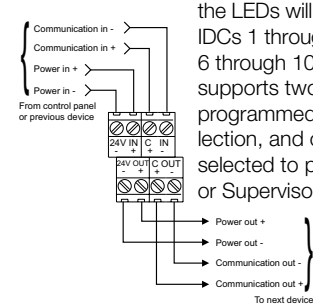 Communication in -
Communication in +
Power in +
Power in -
From control panel
or previous device
24V IN C IN
- + + -
24V OUT C OUT
- + + -
Power out +
Power out -
Communication out -
Communication out +
To next device
the LEDs will
IDCs 1 through
6 through 10
supports two
programmed
lection, and
selected to p
or Superviso